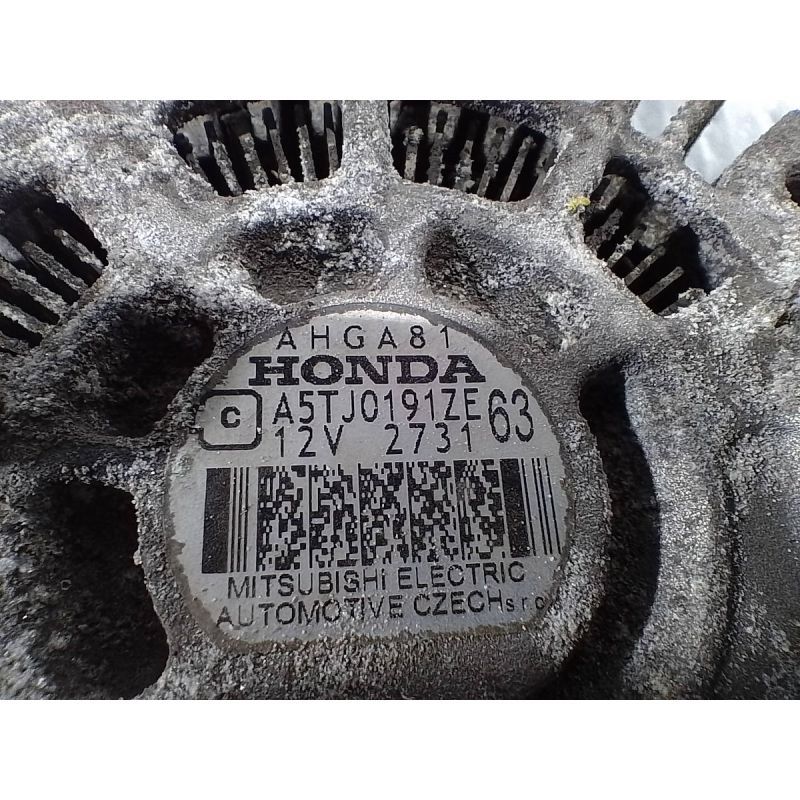 AHGA81
HONDA
C A5TJ0191ZE 63
12V 2731
MITSUBISHi ELECTRIC
AUTOMOTIVE CZECH s.r.o